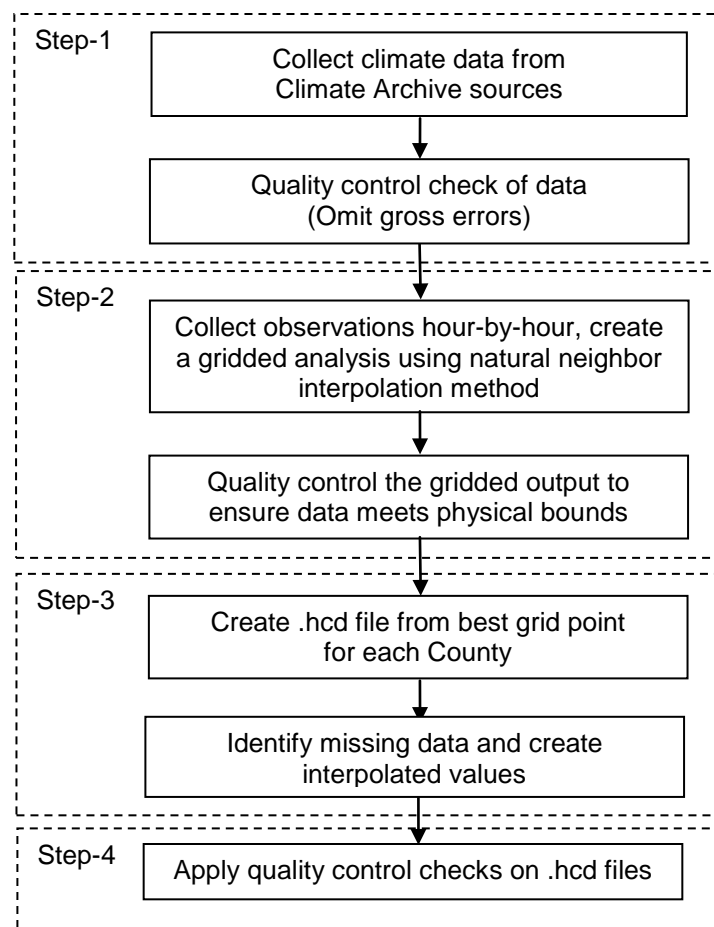 Step-1
Collect climate data from
Climate Archive sources
Quality control check of data
(Omit gross errors)
Step-2
Collect observations hour-by-hour, create
a gridded analysis using natural neighbor
interpolation method
Quality control the gridded output to
ensure data meets physical bounds
Step-3
Create .hcd file from best grid point
for each County
Identify missing data and create
interpolated values
Step-4
Apply quality control checks on .hcd files